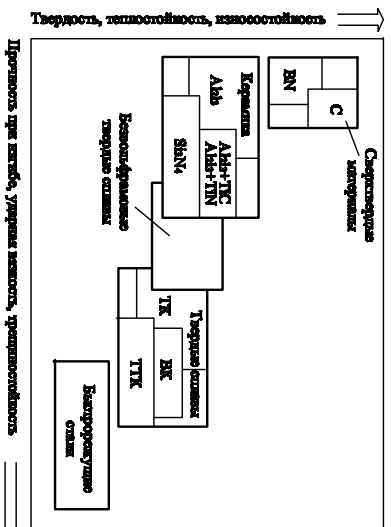 Твердость, теплостойкость, износостойкость
Сверхтвердые
материалы
C
BN
Керамика
Al2O3
Al2O3+TiC
Al2O3+TiN
Si3N4
Безвольфрамовые
твердые сплавы
Твердые сплавы
ТК
ВК
ТТК
Быстрорежущие
стали
Прочность при изгибе, ударная вязкость, трещиностойкость